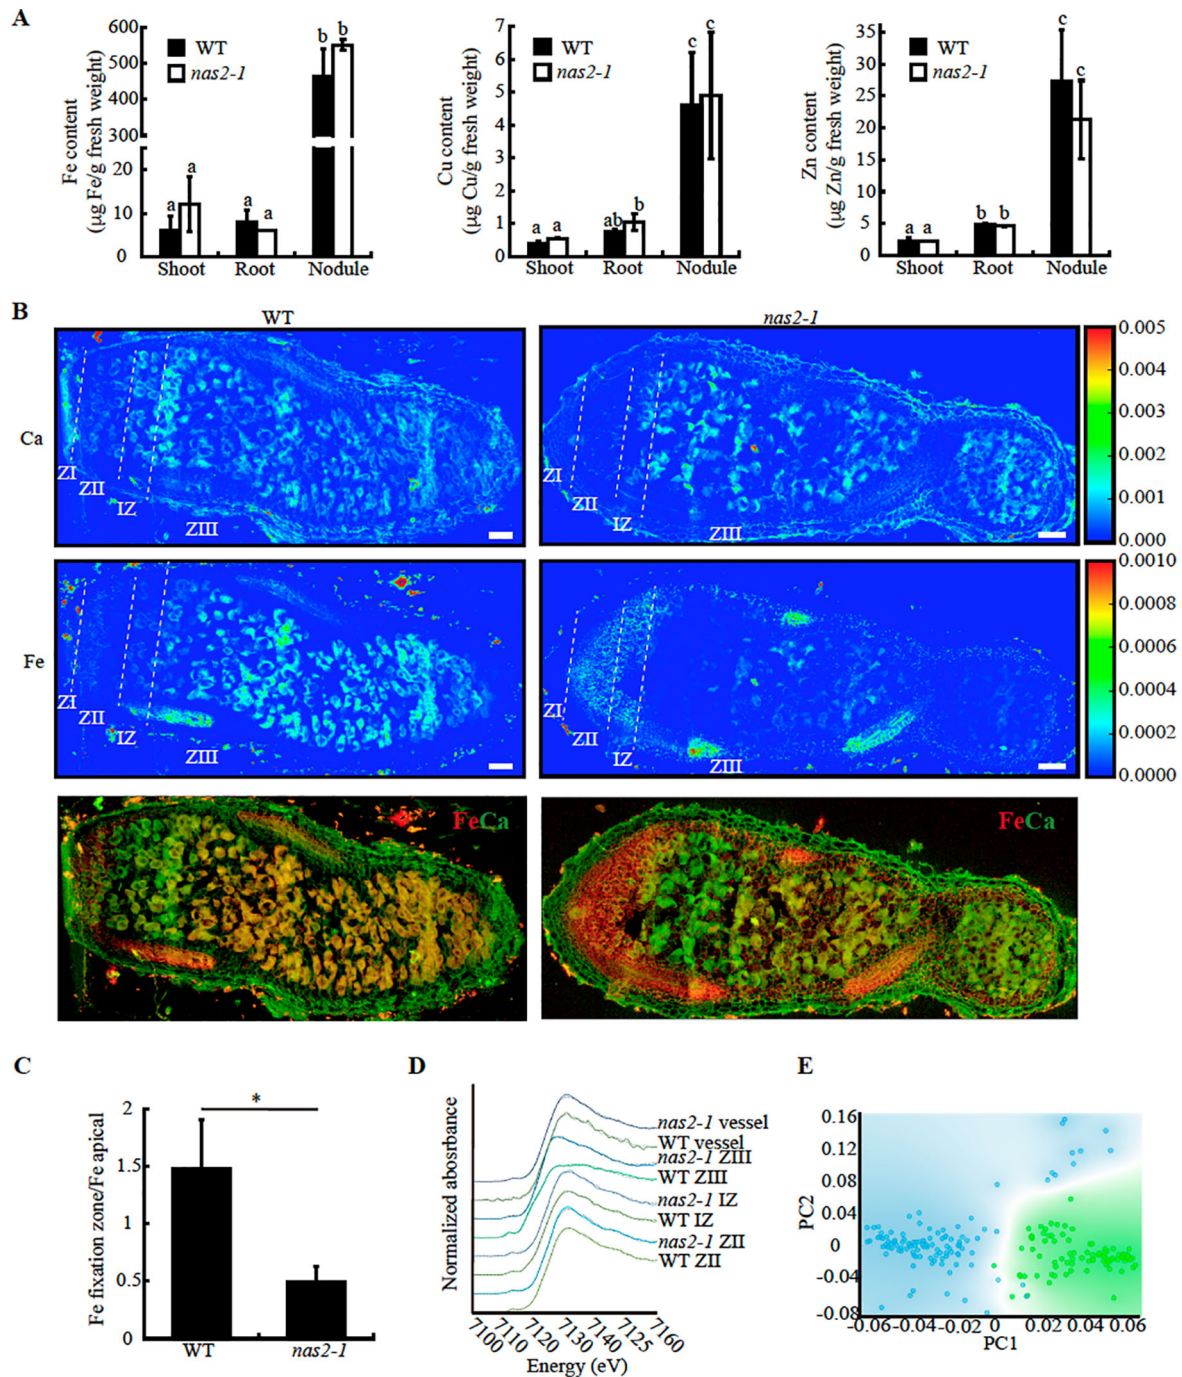 A
Fe content
(μg Fe/g fresh weight)
600
500
400
300
20
10
0
WT
nas2-1
a
a
a
a
b
b
Shoot
Root
Nodule
Cu content
(μg Cu/g fresh weight)
7
6
5
4
3
2
1
0
WT
nas2-1
a
a
ab
b
c
c
Shoot
Root
Nodule
Zn content
(μg Zn/g fresh weight)
35
30
25
20
15
10
5
0
WT
nas2-1
a
a
b
b
c
c
Shoot
Root
Nodule
B
WT
nas2-1
Ca
ZI
ZII
IZ
ZIII
ZI
ZII
IZ
ZIII
0.005
0.004
0.003
0.002
0.001
0.000
Fe
ZI
ZII
IZ
ZIII
ZI
ZII
IZ
ZIII
0.0010
0.0008
0.0006
0.0004
0.0002
0.0000
FeCa
FeCa
C
Fe fixation zone/Fe apical
2
1.5
1
0.5
0
*
WT
nas2-1
D
Normalized abosrbance
nas2-1 vessel
WT vessel
nas2-1 ZIII
WT ZIII
nas2-1 IZ
WT IZ
nas2-1 ZII
WT ZII
7100
7110
7120
7130
7140
7125
7160
Energy (eV)
E
PC2
0.16
0.12
0.08
0.04
0
-0.04
-0.08
-0.06
-0.04
-0.02
0
0.02
0.04
0.06
PC1